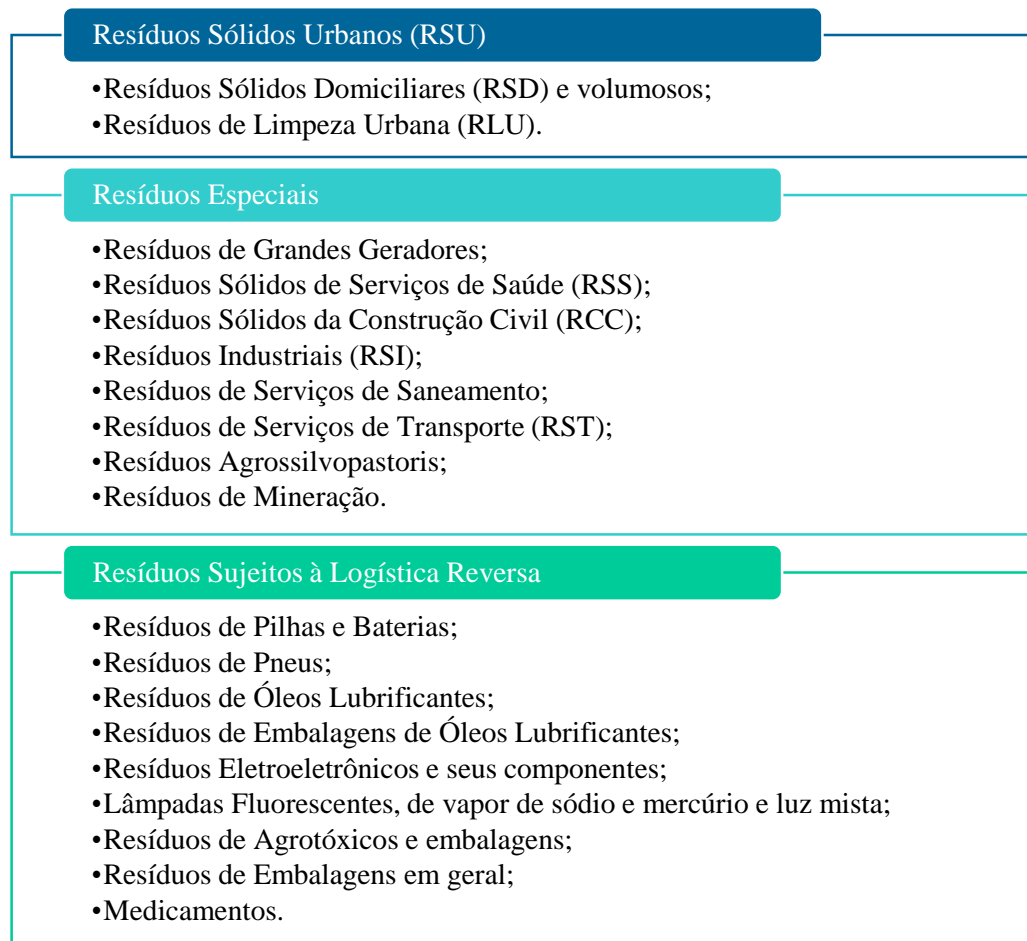 Resíduos Sólidos Urbanos (RSU)
•Resíduos Sólidos Domiciliares (RSD) e volumosos;
•Resíduos de Limpeza Urbana (RLU).
Resíduos Especiais
•Resíduos de Grandes Geradores;
•Resíduos Sólidos de Serviços de Saúde (RSS);
•Resíduos Sólidos da Construção Civil (RCC);
•Resíduos Industriais (RSI);
•Resíduos de Serviços de Saneamento;
•Resíduos de Serviços de Transporte (RST);
•Resíduos Agrossilvopastoris;
•Resíduos de Mineração.
Resíduos Sujeitos à Logística Reversa
•Resíduos de Pilhas e Baterias;
•Resíduos de Pneus;
•Resíduos de Óleos Lubrificantes;
•Resíduos de Embalagens de Óleos Lubrificantes;
•Resíduos Eletroeletrônicos e seus componentes;
•Lâmpadas Fluorescentes, de vapor de sódio e mercúrio e luz mista;
•Resíduos de Agrotóxicos e embalagens;
•Resíduos de Embalagens em geral;
•Medicamentos.